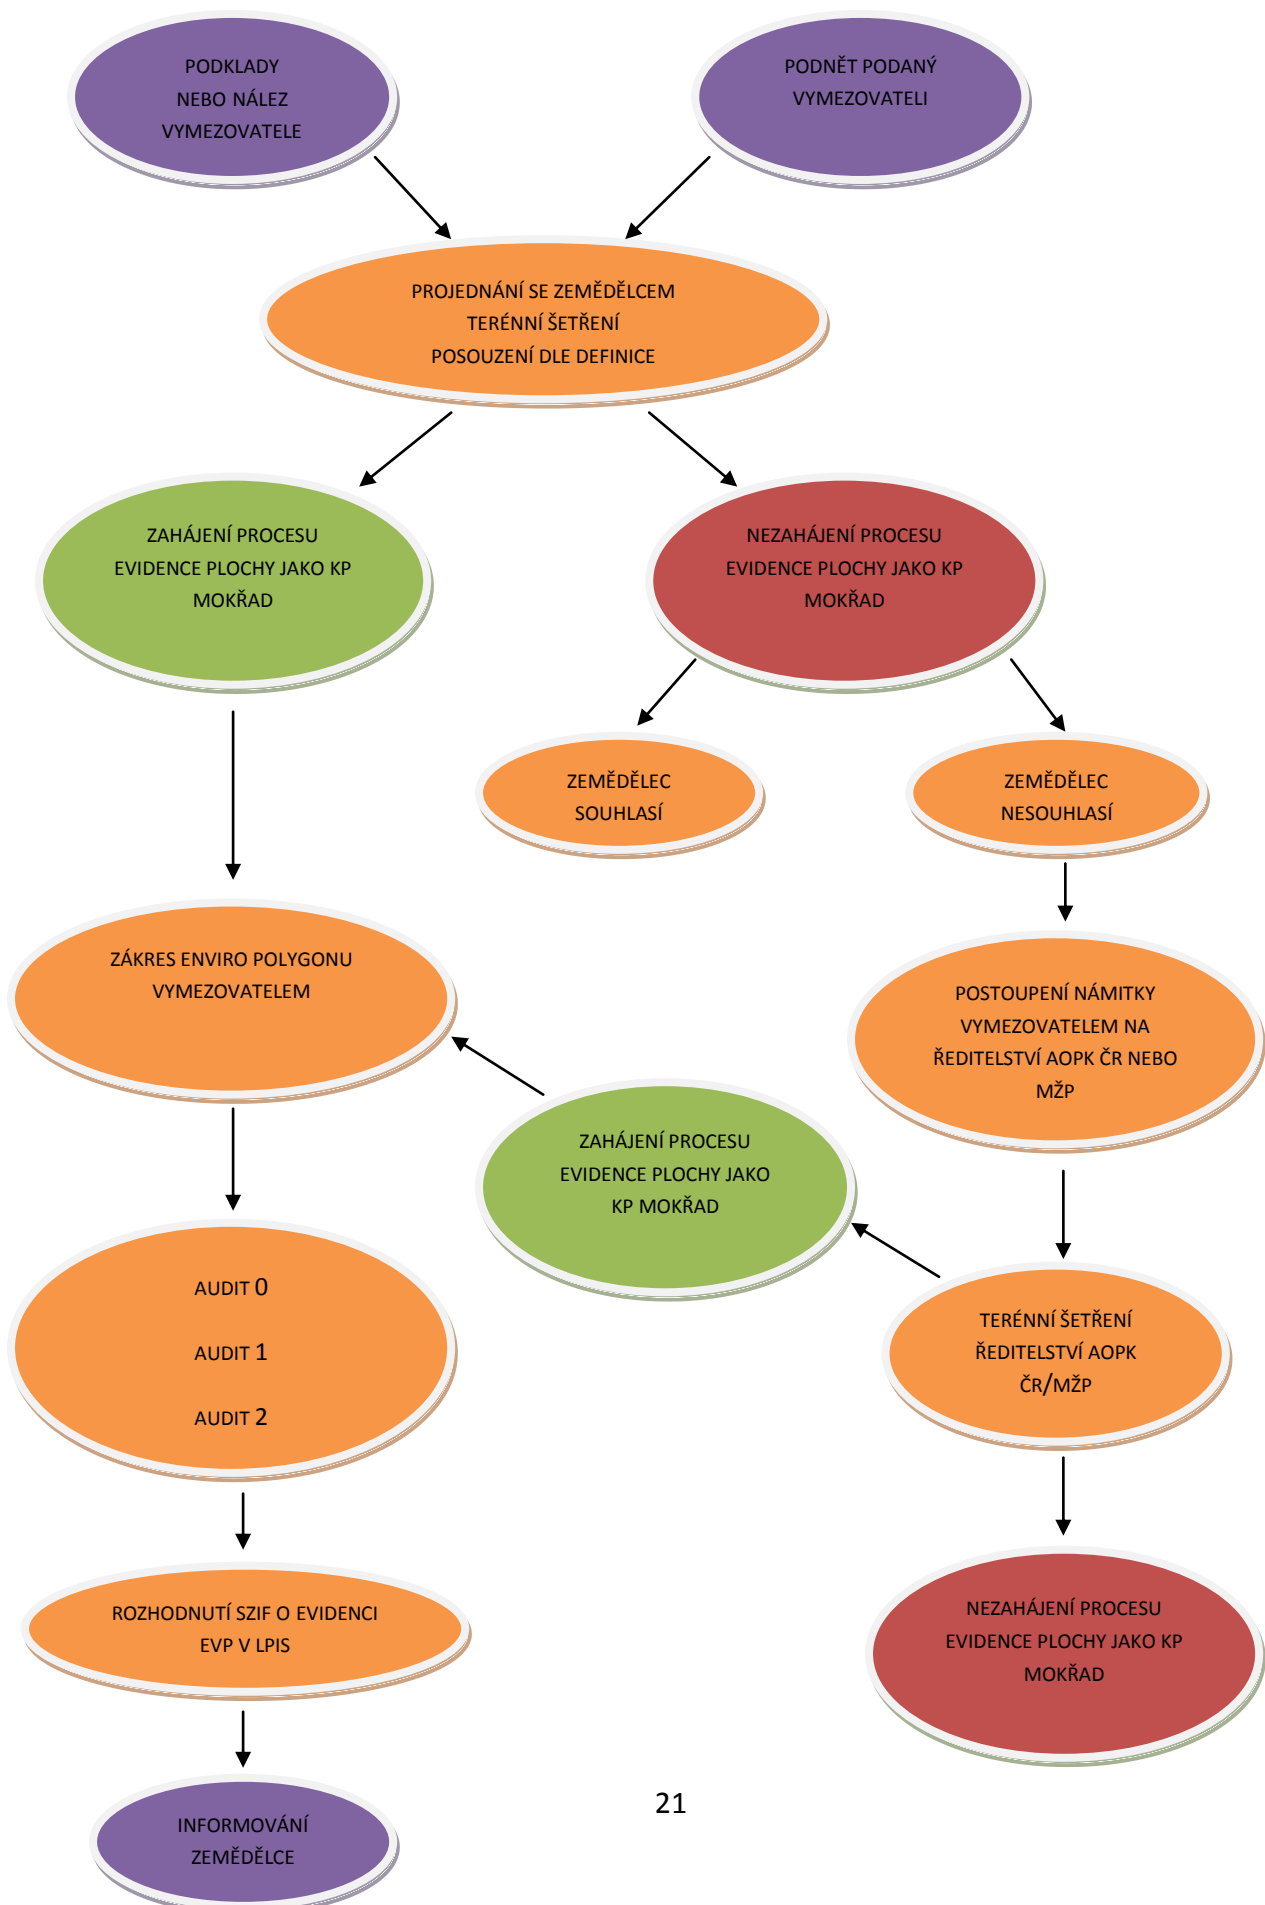 PODKLADY
NEBO NÁLEZ
VYMEZOVATELE
PODNĚT PODANÝ
VYMEZOVATELI
PROJEDNÁNÍ SE ZEMĚDĚLCEM
TERÉNNÍ ŠETŘENÍ
POSOUZENÍ DLE DEFINICE
ZAHÁJENÍ PROCESU
EVIDENCE PLOCHY JAKO KP
MOKŘAD
NEZAHÁJENÍ PROCESU
EVIDENCE PLOCHY JAKO KP
MOKŘAD
ZEMĚDĚLEC
SOUHLASÍ
ZEMĚDĚLEC
NESOUHLASÍ
ZÁKRES ENVIRO POLYGONU
VYMEZOVATELEM
POSTOUPENÍ NÁMITKY
VYMEZOVATELEM NA
ŘEDITELSTVÍ AOPK ČR NEBO
MŽP
ZAHÁJENÍ PROCESU
EVIDENCE PLOCHY JAKO
KP MOKŘAD
AUDIT 0
AUDIT 1
AUDIT 2
TERÉNNÍ ŠETŘENÍ
ŘEDITELSTVÍ AOPK
ČR/MŽP
ROZHODNUTÍ SZIF O EVIDENCI
EVP V LPIS
NEZAHÁJENÍ PROCESU
EVIDENCE PLOCHY JAKO KP
MOKŘAD
INFORMOVÁNÍ
ZEMĚDĚLCE
21